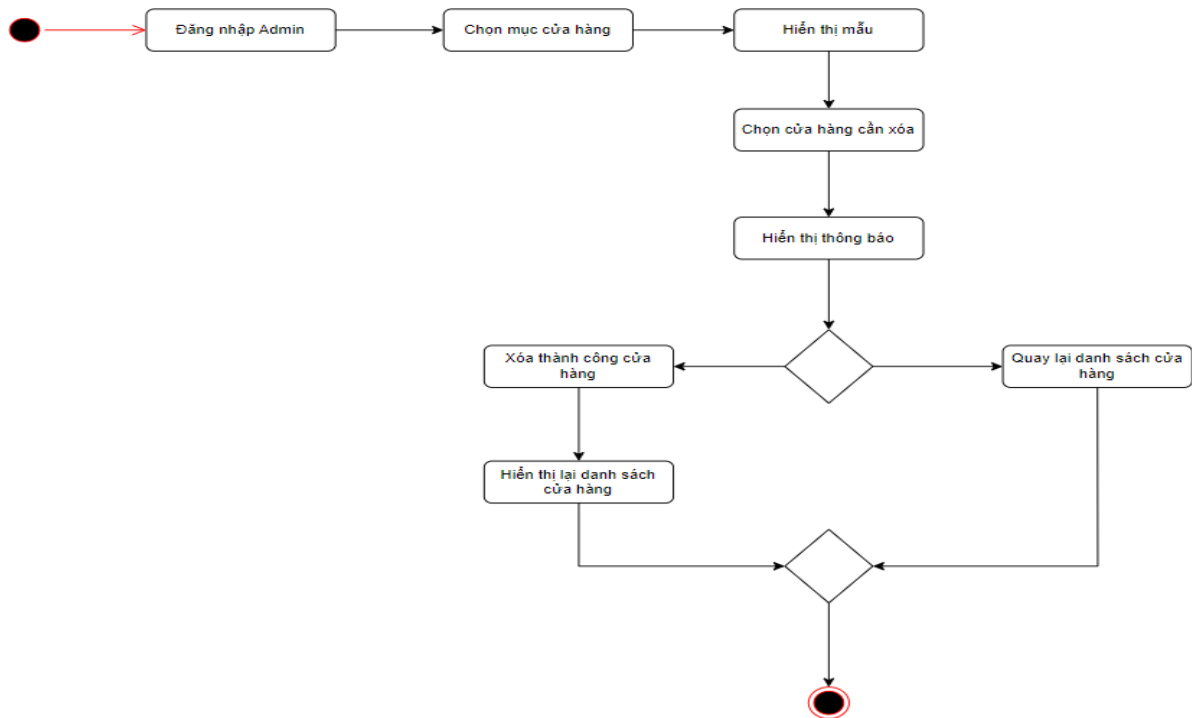 Đăng nhập Admin
Chọn mục cửa hàng
Hiển thị mẫu
Chọn cửa hàng cần xóa
Hiển thị thông báo
Xóa thành công cửa
hàng
Quay lại danh sách cửa
hàng
Hiển thị lại danh sách
cửa hàng